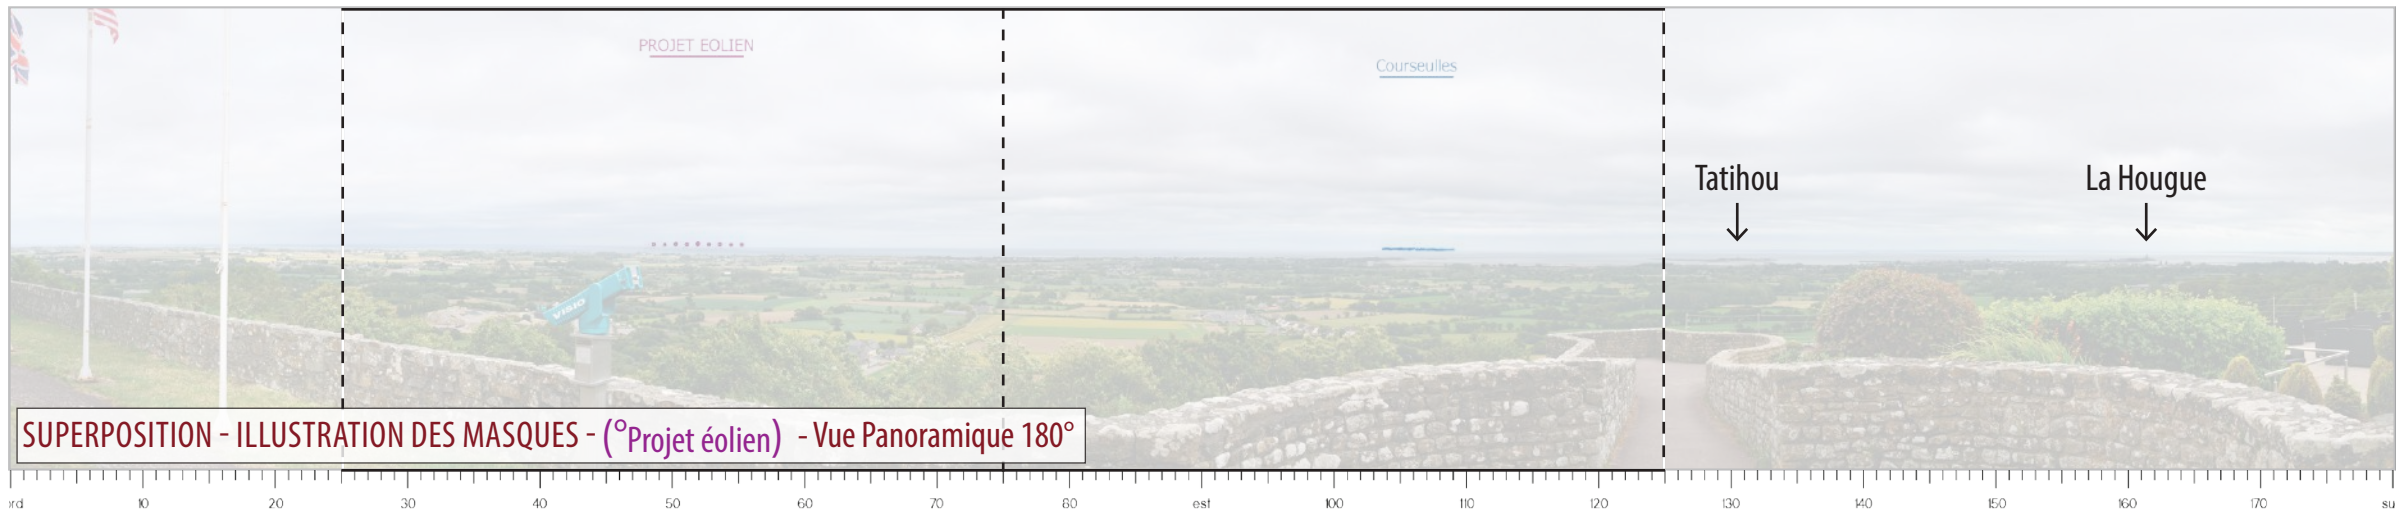 PROJET EOLIEN
Courseulles
Tatihou
La Hougue
VISIO
SUPERPOSITION - ILLUSTRATION DES MASQUES - (°Projet éolien) - Vue Panoramique 180°
10 20 30 40 50 60 70 80 est 100 110 120 130 140 150 160 170